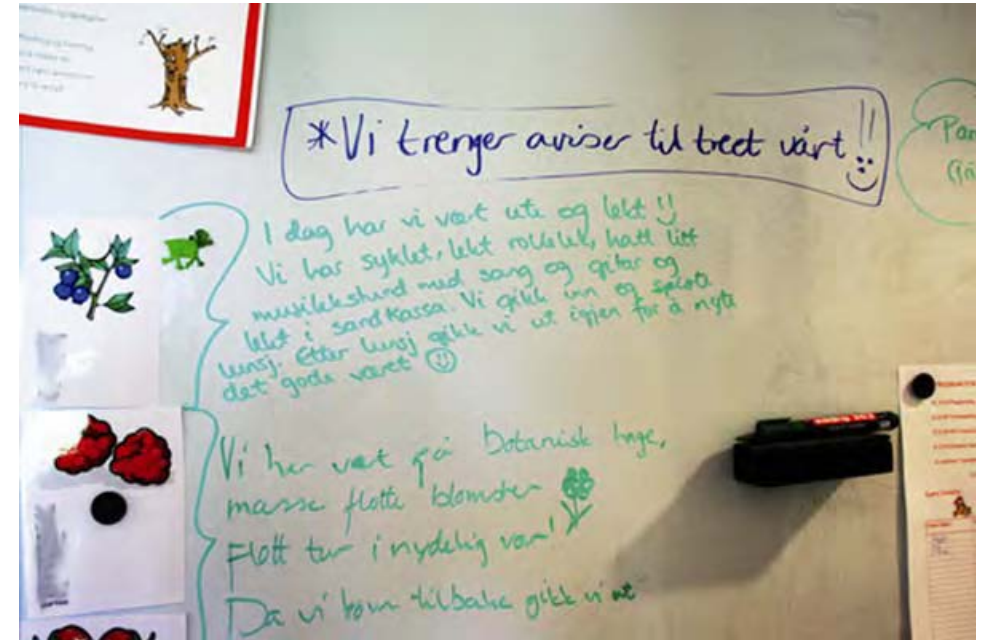 *Vi trenger aviser til treet vårt!!
I dag har vi vært ute og lekt!!
Vi har syklet, lekt rollelek, hatt litt
musikkstund med sang og gitar og
lekt i sandkassa. Vi gikk inn og spiste
lunsj. Etter lunsj gikk vi ut igjen for å nyte
det gode været
Vi har vært på botanisk hage,
masse flotte blomster
Flott tur i nydelig vær!
Da vi kom tilbake gikk vi ut